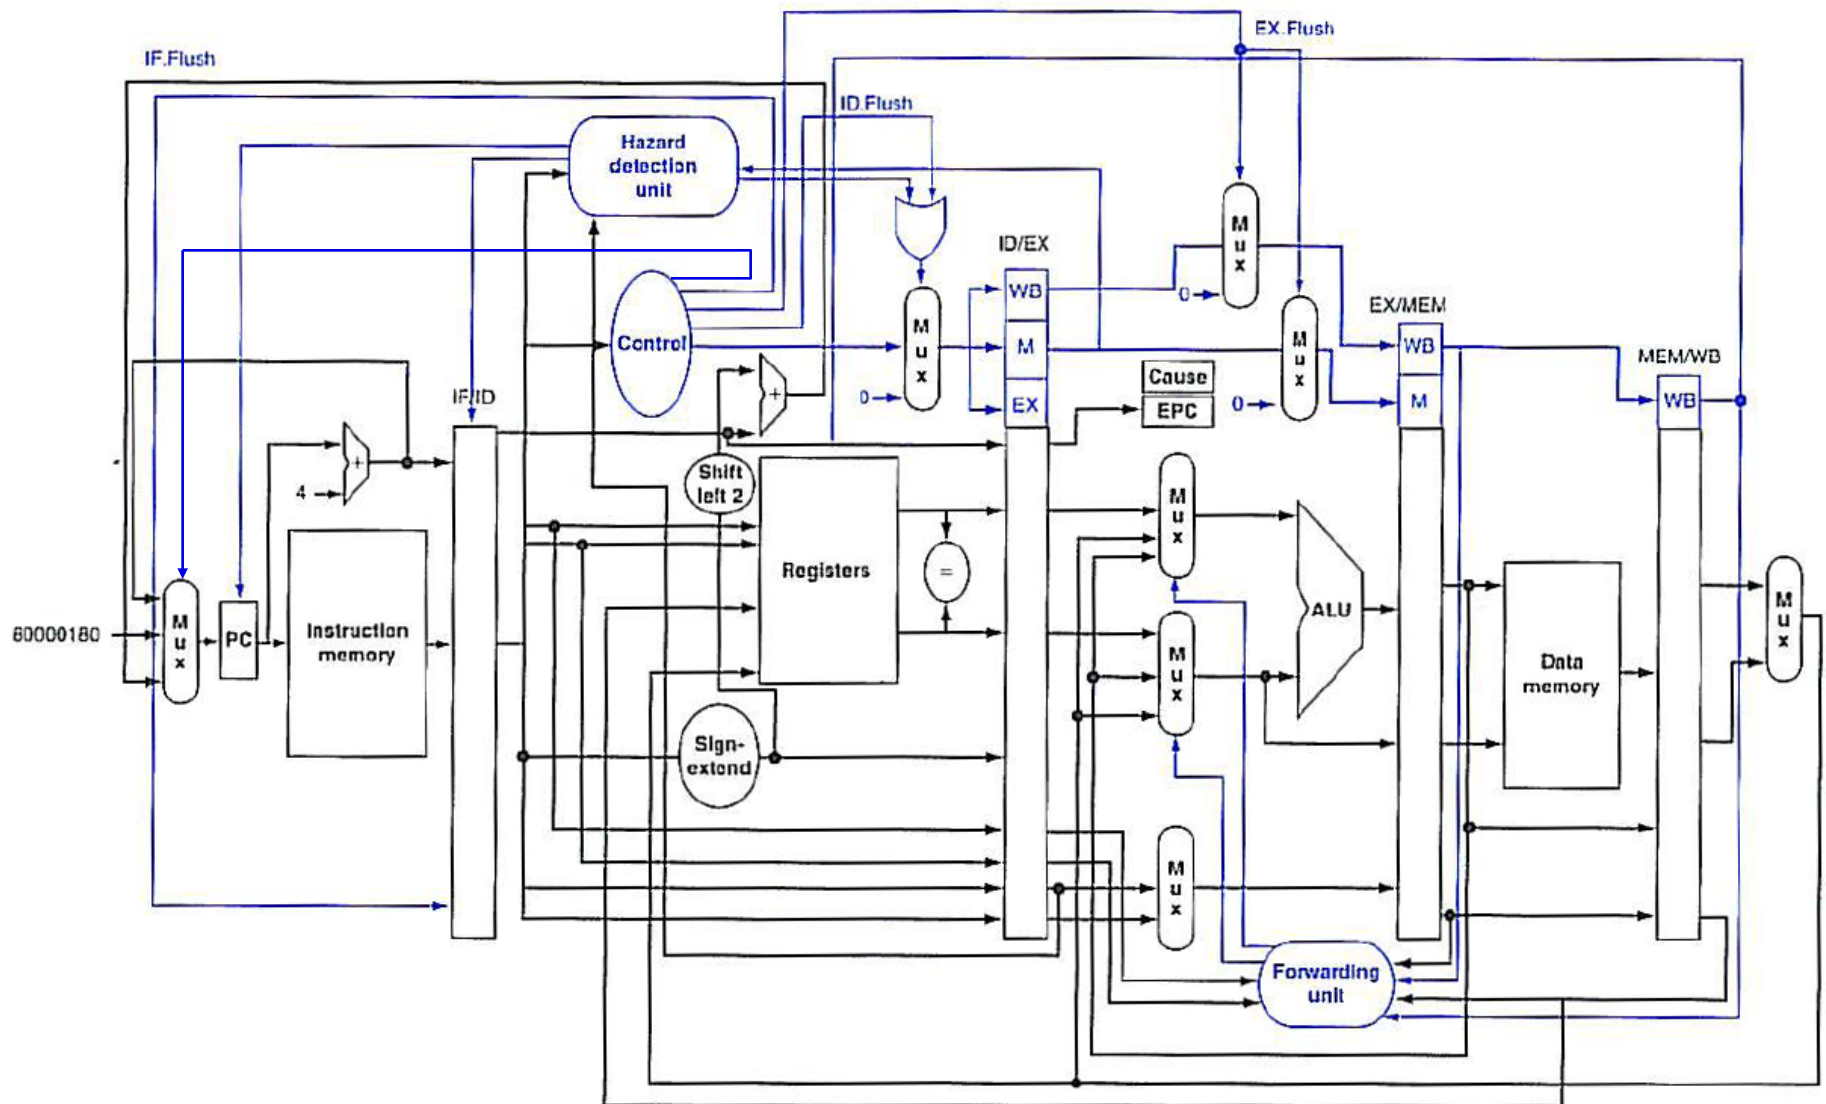 EX.Flush
IF.Flush
ID.Flush
Hazard
detection
unit
M
u
x
ID/EX
WB
M
EX
M
u
x
0
Control
M
u
x
0
Cause
EPC
M
u
x
0
EX/MEM
WB
M
MEM/WB
WB
IF/ID
+
+
4
Shift
left 2
Registers
=
M
u
x
M
u
x
ALU
80000180
M
u
x
PC
Instruction
memory
Data
memory
M
u
x
Sign-
extend
M
u
x
Forwarding
unit